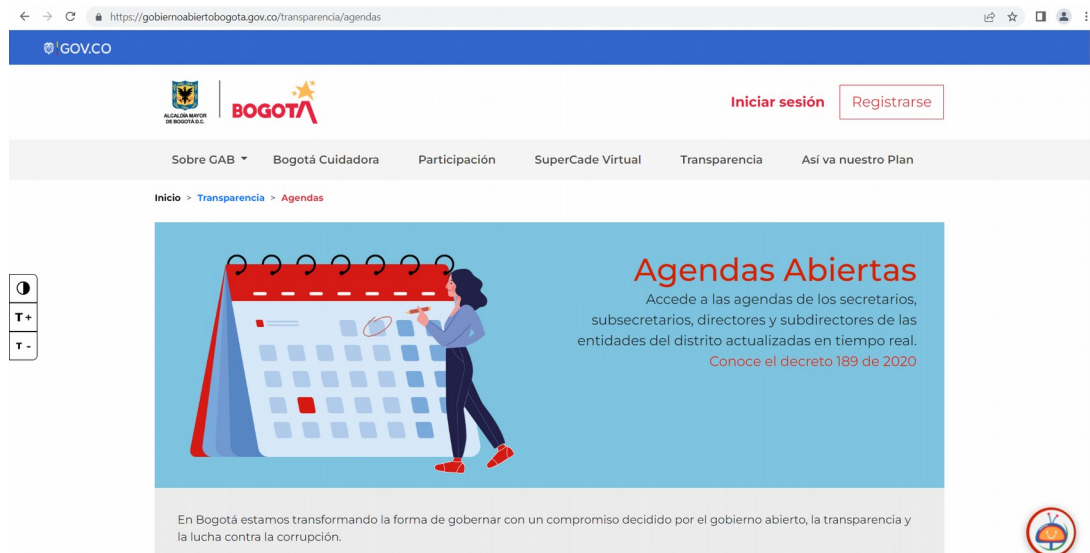 https://gobiernoabiertobogota.gov.co/transparencia/agendas
GOV.CO
ALCALDÍA MAYOR
DE BOGOTÁ D.C.
BOGOTÁ
Iniciar sesión
Registrarse
Sobre GAB Bogotá Cuidadora Participación SuperCade Virtual Transparencia Así va nuestro Plan
Inicio > Transparencia > Agendas
T+
T -
Agendas Abiertas
Accede a las agendas de los secretarios,
subsecretarios, directores y subdirectores de las
entidades del distrito actualizadas en tiempo real.
Conoce el decreto 189 de 2020
En Bogotá estamos transformando la forma de gobernar con un compromiso decidido por el gobierno abierto, la transparencia y
la lucha contra la corrupción.